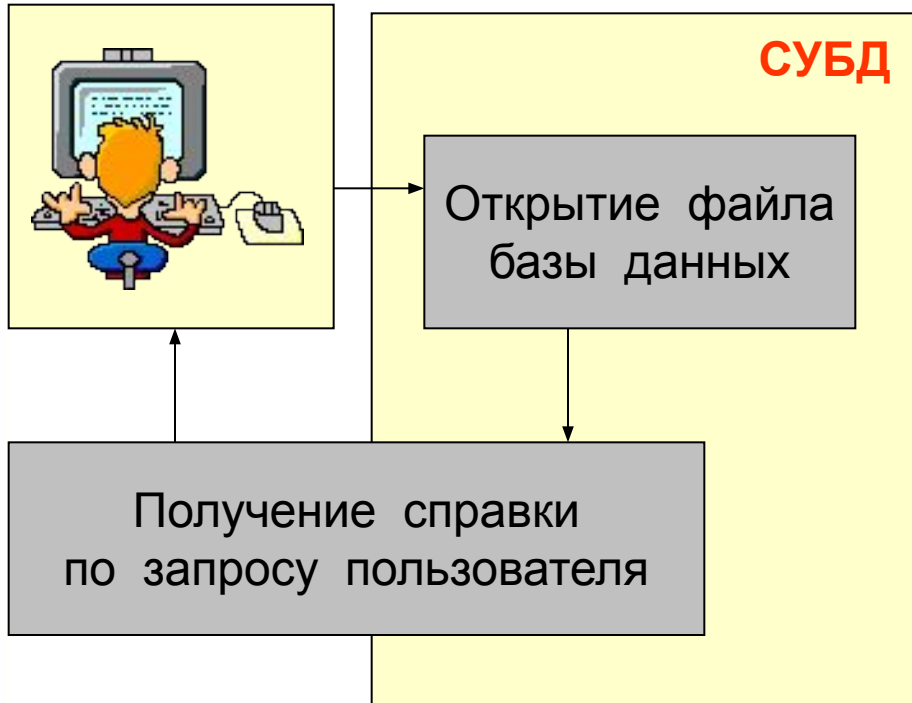 СУБД
Открытие файла
базы данных
Получение справки
по запросу пользователя